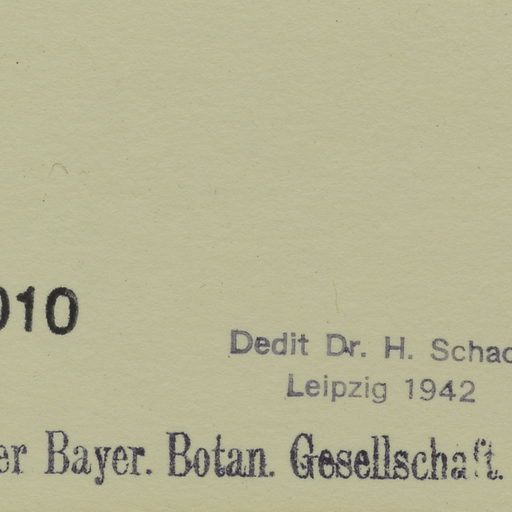 010
Dedit Dr. H. Schac
Leipzig 1942
er Bayer. Botan. Gesellschaft.